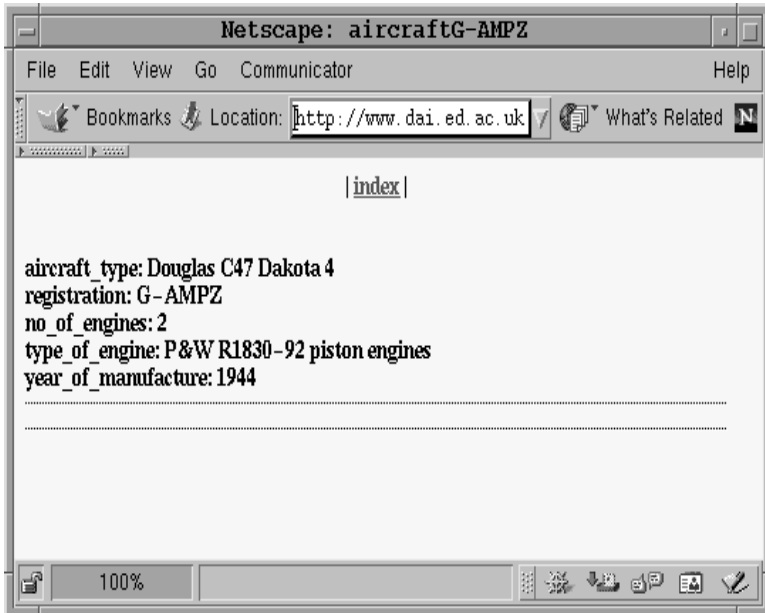 Netscape: aircraftG-AMPZ
File Edit View Go Communicator Help
Bookmarks Location: http://www.dai.ed.ac.uk What's Related N
| index |
aircraft_type: Douglas C47 Dakota 4
registration: G-AMPZ
no_of_engines: 2
type_of_engine: P&W R1830-92 piston engines
year_of_manufacture: 1944
100%